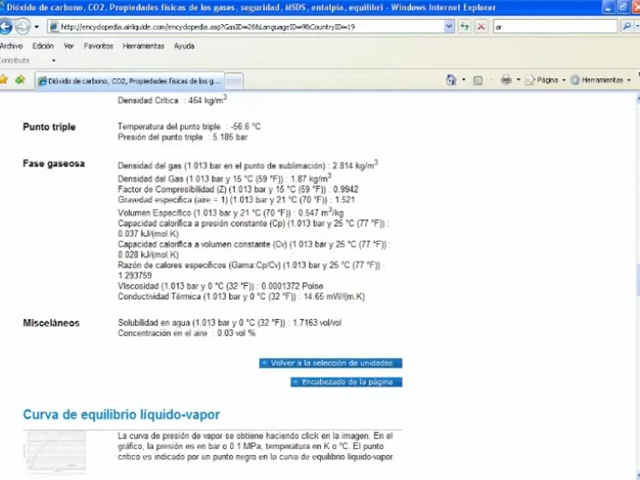 Dióxido de carbono, CO2, Propiedades físicas de los gases, seguridad, MSDS, entalpia, equilibri - Windows Internet Explorer
http://encyclopedia.airliquide.com/encyclopedia.asp?GasID=26&LanguageID=9&CountryID=19
ar
Archivo Edición Ver Favoritos Herramientas Ayuda
Contribute
Dióxido de carbono, CO2, Propiedades físicas de los g...
Página Herramientas
Densidad Crítica : 464 kg/m3
Punto triple
Temperatura del punto triple : -56.6 °C
Presión del punto triple : 5.185 bar
Fase gaseosa
Densidad del gas (1.013 bar en el punto de sublimación) : 2.814 kg/m3
Densidad del Gas (1.013 bar y 15 °C (59 °F)) : 1.87 kg/m3
Factor de Compresibilidad (Z) (1.013 bar y 15 °C (59 °F)) : 0.9942
Gravedad específica (aire = 1) (1.013 bar y 21 °C (70 °F)) : 1.521
Volumen Específico (1.013 bar y 21 °C (70 °F)) : 0.547 m3/kg
Capacidad calorífica a presión constante (Cp) (1.013 bar y 25 °C (77 °F)) :
0.037 kJ/(mol.K)
Capacidad calorífica a volumen constante (Cv) (1.013 bar y 25 °C (77 °F)) :
0.028 kJ/(mol.K)
Razón de calores específicos (Gama:Cp/Cv) (1.013 bar y 25 °C (77 °F)) :
1.293759
Viscosidad (1.013 bar y 0 °C (32 °F)) : 0.0001372 Poise
Conductividad Térmica (1.013 bar y 0 °C (32 °F)) : 14.65 mW/(m.K)
Misceláneos
Solubilidad en agua (1.013 bar y 0 °C (32 °F)) : 1.7163 vol/vol
Concentración en el aire : 0.03 vol %
Volver a la selección de unidades
Encabezado de la página
Curva de equilibrio líquido-vapor
La curva de presión de vapor se obtiene haciendo click en la imagen. En el
gráfico, la presión es en bar o 0.1 MPa, temperatura en K o °C. El punto
crítico es indicado por un punto negro en la curva de equilibrio líquido-vapor.